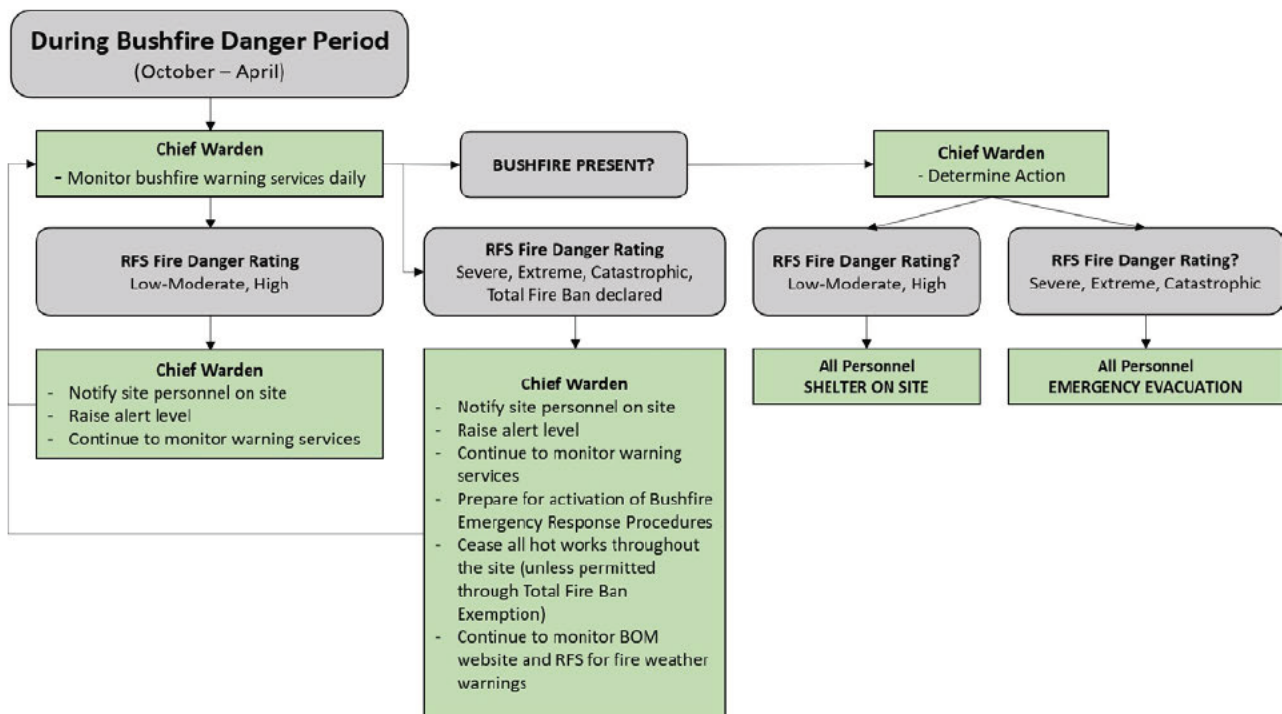 During Bushfire Danger Period
(October – April)
Chief Warden
- Monitor bushfire warning services daily
BUSHFIRE PRESENT?
Chief Warden
- Determine Action
RFS Fire Danger Rating
Low-Moderate, High
RFS Fire Danger Rating
Severe, Extreme, Catastrophic,
Total Fire Ban declared
RFS Fire Danger Rating?
Low-Moderate, High
RFS Fire Danger Rating?
Severe, Extreme, Catastrophic
Chief Warden
- Notify site personnel on site
- Raise alert level
- Continue to monitor warning services
Chief Warden
- Notify site personnel on site
- Raise alert level
- Continue to monitor warning
services
- Prepare for activation of Bushfire
Emergency Response Procedures
- Cease all hot works throughout
the site (unless permitted
through Total Fire Ban
Exemption)
- Continue to monitor BOM
website and RFS for fire weather
warnings
All Personnel
SHELTER ON SITE
All Personnel
EMERGENCY EVACUATION